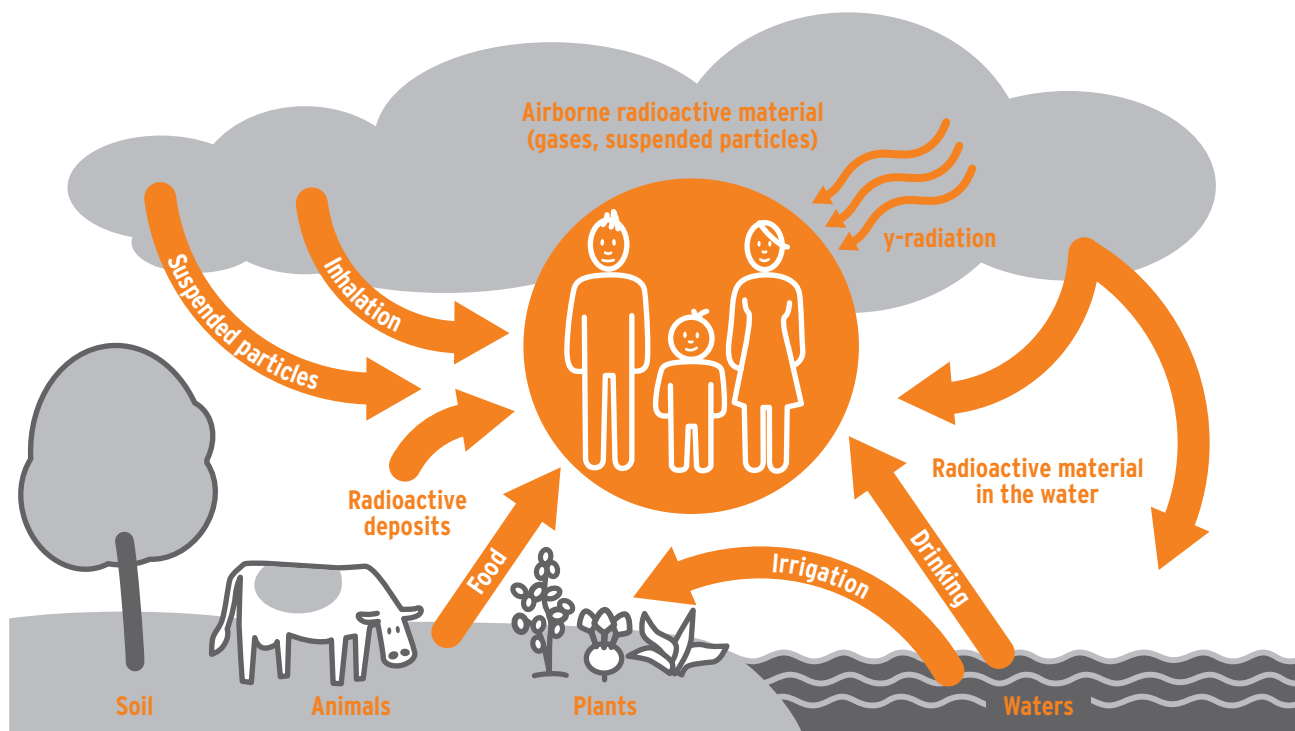 Airborne radioactive material
(gases, suspended particles)
y-radiation
Suspended particles
Inhalation
Radioactive
deposits
Food
Radioactive material
in the water
Drinking
Irrigation
Soil
Animals
Plants
Waters